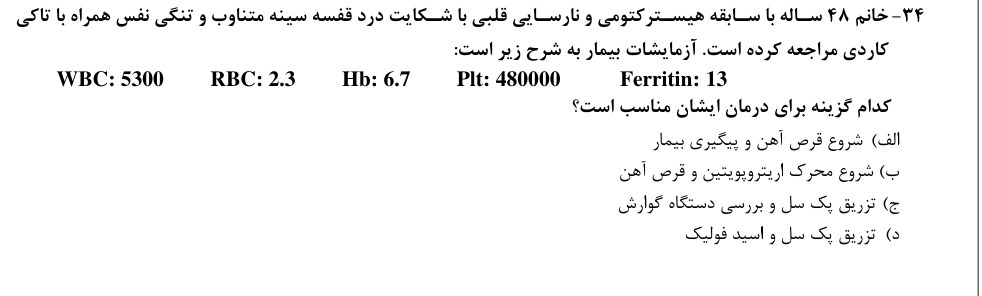 ۳۴- خانم ۴۸ ساله با سابقه هیسترکتومی و نارسایی قلبی با شکایت درد قفسه سینه متناوب و تنگی نفس همراه با تاکی
کاردی مراجعه کرده است. آزمایشات بیمار به شرح زیر است:
WBC: 5300 RBC: 2.3 Hb: 6.7 Plt: 480000 Ferritin: 13
کدام گزینه برای درمان ایشان مناسب است؟
الف) شروع قرص آهن و پیگیری بیمار
ب) شروع محرک اریتروپویتین و قرص آهن
ج) تزریق پک سل و بررسی دستگاه گوارش
د) تزریق پک سل و اسید فولیک